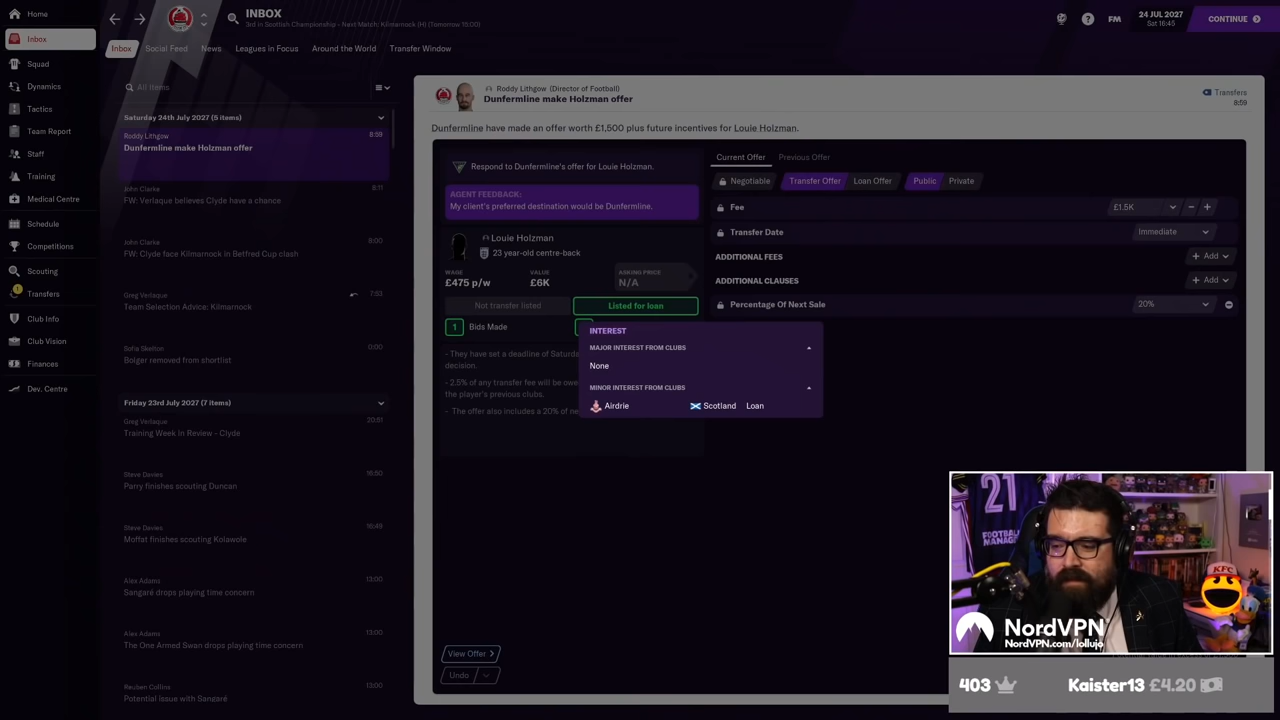 Home
Inbox
Squad
Dynamics
Tactics
Team Report
Staff
Training
Medical Centre
Schedule
Competitions
Scouting
Transfers
Club Info
Club Vision
Finances
Dev. Centre
INBOX
3rd in Scottish Championship - Next Match: Kilmarnock (H) (Tomorrow 15:00)
FM
24 JUL 2027
Sat 16:45
CONTINUE
Inbox
Social Feed
News
Leagues in Focus
Around the World
Transfer Window
All Items
Saturday 24th July 2027 (5 items)
Roddy Lithgow 8:59
Dunfermline make Holzman offer
John Clarke 8:11
FW: Verlaque believes Clyde have a chance
John Clarke 8:00
FW: Clyde face Kilmarnock in Betfred Cup clash
Greg Verlaque 7:53
Team Selection Advice: Kilmarnock
Sofia Skelton 0:00
Bolger removed from shortlist
Friday 23rd July 2027 (7 items)
Greg Verlaque 20:51
Training Week In Review - Clyde
Steve Davies 16:50
Parry finishes scouting Duncan
Steve Davies 16:49
Moffat finishes scouting Kolawole
Alex Adams 13:00
Sangaré drops playing time concern
Alex Adams 13:00
The One Armed Swan drops playing time concern
Reuben Collins 13:00
Potential issue with Sangaré
Roddy Lithgow (Director of Football)
Dunfermline make Holzman offer
Transfers
8:59
Dunfermline have made an offer worth £1,500 plus future incentives for Louie Holzman.
Respond to Dunfermline's offer for Louie Holzman.
AGENT FEEDBACK:
My client's preferred destination would be Dunfermline.
Louie Holzman
23 year-old centre-back
WAGE
£475 p/w
VALUE
£6K
ASKING PRICE
N/A
Not transfer listed
Listed for loan
1 Bids Made
- They have set a deadline of Saturda
decision.
- 2.5% of any transfer fee will be owe
the player's previous clubs.
- The offer also includes a 20% of ne
INTEREST
MAJOR INTEREST FROM CLUBS
None
MINOR INTEREST FROM CLUBS
Airdrie Scotland Loan
View Offer
Undo
Current Offer
Previous Offer
Negotiable
Transfer Offer
Loan Offer
Public
Private
Fee £1.5K
Transfer Date Immediate
ADDITIONAL FEES Add
ADDITIONAL CLAUSES Add
Percentage Of Next Sale 20%
21
FOOTBALL
KFC
NordVPN
NordVPN.com/lollujo
403
Kaister13 £4.20